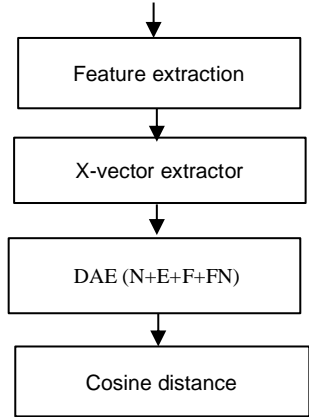 Feature extraction
X-vector extractor
DAE (N+E+F+FN)
Cosine distance